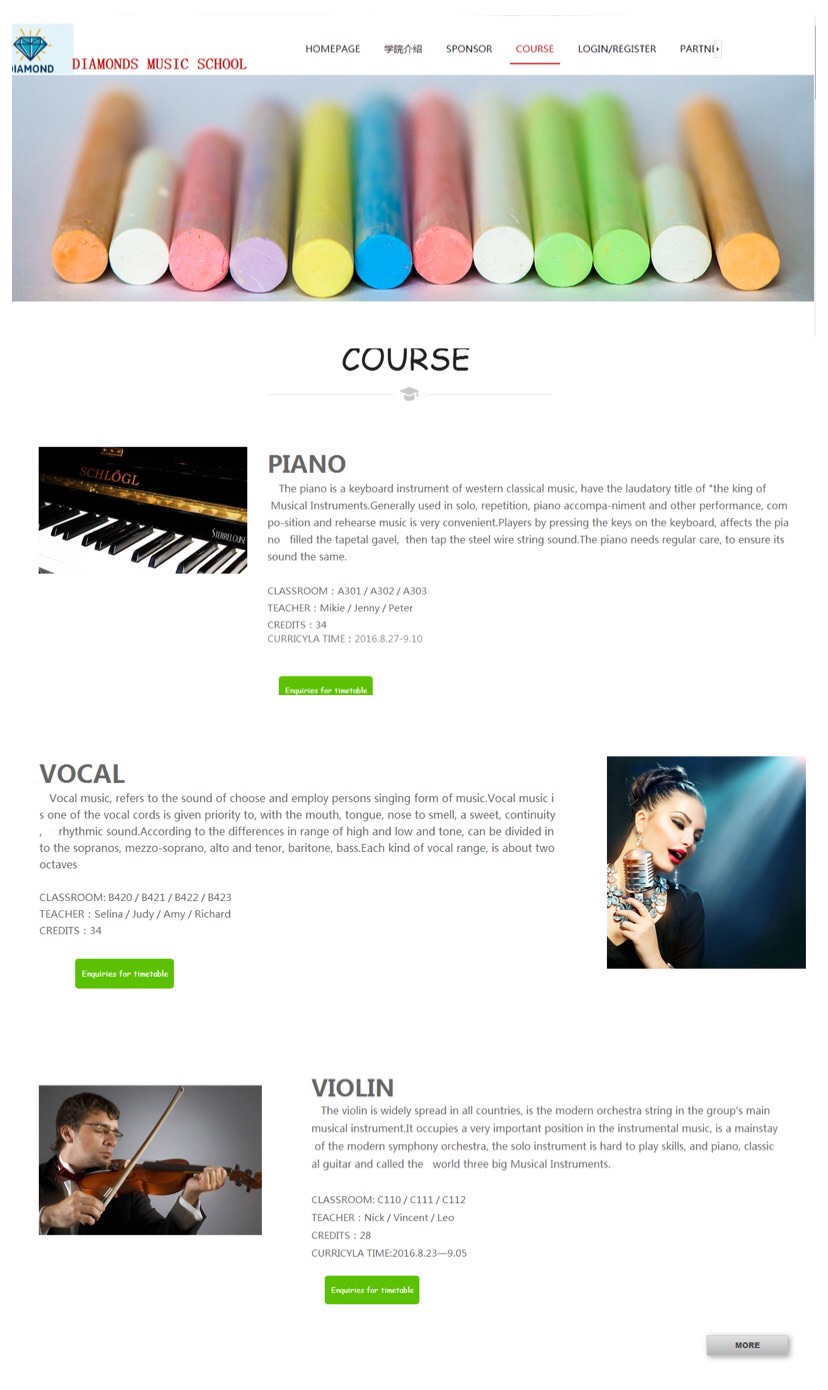 DIAMOND
DIAMONDS MUSIC SCHOOL
HOMEPAGE 学院介绍 SPONSOR COURSE LOGIN/REGISTER PARTNI
COURSE
SCHLÖGL
PIANO
The piano is a keyboard instrument of western classical music, have the laudatory title of "the king of
Musical Instruments.Generally used in solo, repetition, piano accompa-niment and other performance, com
po-sition and rehearse music is very convenient.Players by pressing the keys on the keyboard, affects the pia
no filled the tapetal gavel, then tap the steel wire string sound.The piano needs regular care, to ensure its
sound the same.
CLASSROOM：A301 / A302 / A303
TEACHER：Mikie / Jenny / Peter
CREDITS：34
CURRICYLA TIME：2016.8.27-9.10
Enquiries for timetable
VOCAL
Vocal music, refers to the sound of choose and employ persons singing form of music.Vocal music i
s one of the vocal cords is given priority to, with the mouth, tongue, nose to smell, a sweet, continuity
, rhythmic sound.According to the differences in range of high and low and tone, can be divided in
to the sopranos, mezzo-soprano, alto and tenor, baritone, bass.Each kind of vocal range, is about two
octaves
CLASSROOM: B420 / B421 / B422 / B423
TEACHER：Selina / Judy / Amy / Richard
CREDITS：34
Enquiries for timetable
VIOLIN
The violin is widely spread in all countries, is the modern orchestra string in the group's main
musical instrument.It occupies a very important position in the instrumental music, is a mainstay
of the modern symphony orchestra, the solo instrument is hard to play skills, and piano, classic
al guitar and called the world three big Musical Instruments.
CLASSROOM: C110 / C111 / C112
TEACHER：Nick / Vincent / Leo
CREDITS：28
CURRICYLA TIME:2016.8.23—9.05
Enquiries for timetable
MORE